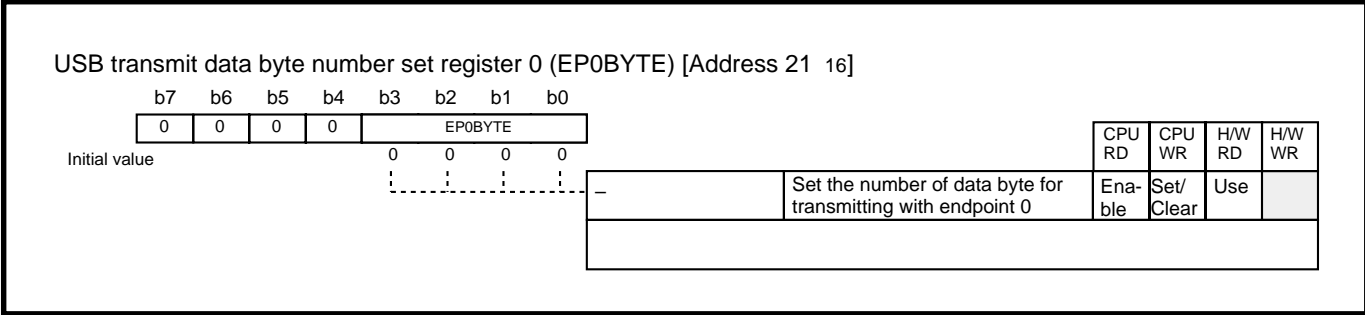 USB transmit data byte number set register 0 (EP0BYTE) [Address 21 16]
b7 b6 b5 b4 b3 b2 b1 b0
0 0 0 0 EP0BYTE
Initial value 0 0 0 0
CPU RD CPU WR H/W RD H/W WR
– Set the number of data byte for transmitting with endpoint 0 Ena-ble Set/Clear Use